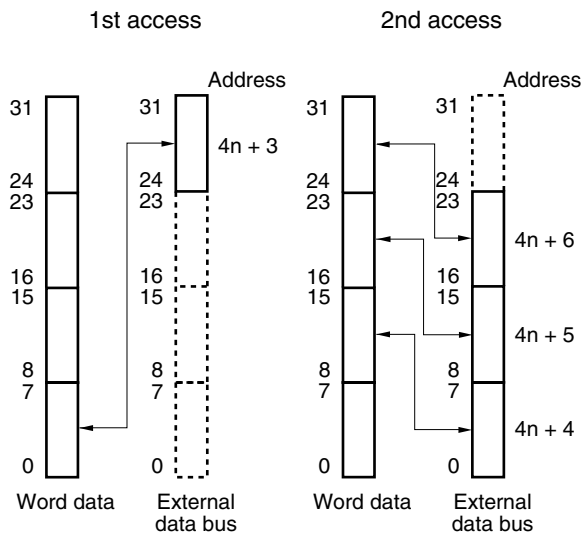 1st access
2nd access
Address
31
31
4n + 3
24
23
24
23
16
15
16
15
8
7
8
7
0
0
Word data
External
data bus
Address
31
31
24
23
24
23
4n + 6
16
15
16
15
4n + 5
8
7
8
7
4n + 4
0
0
Word data
External
data bus